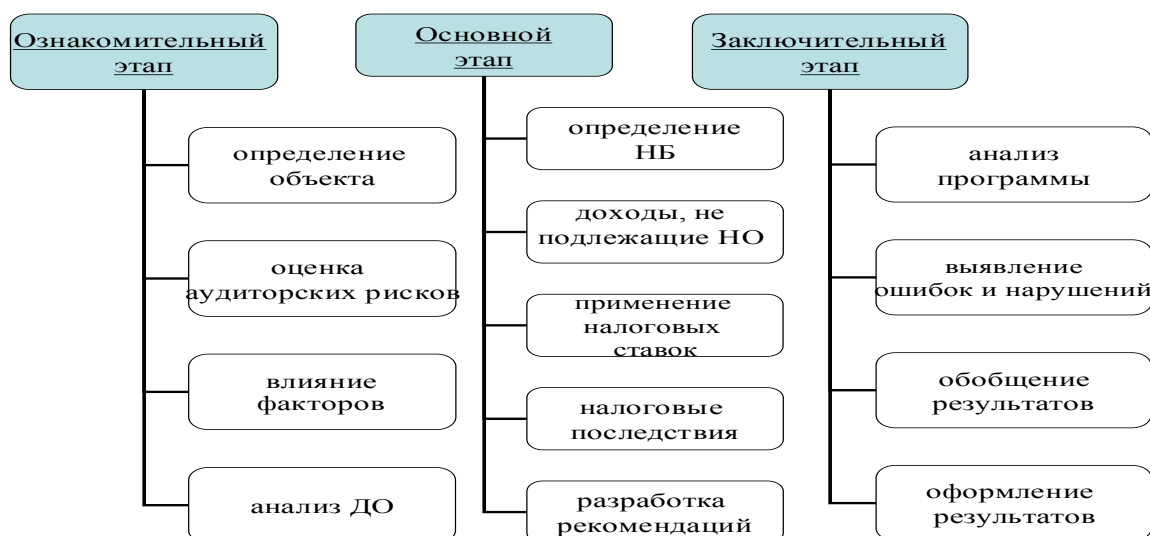 Ознакомительный
этап
определение
объекта
оценка
аудиторских рисков
влияние
факторов
анализ ДО
Основной
этап
определение
НБ
доходы, не
подлежащие НО
применение
налоговых
ставок
налоговые
последствия
разработка
рекомендаций
Заключительный
этап
анализ
программы
выявление
ошибок и нарушений
обобщение
результатов
оформление
результатов